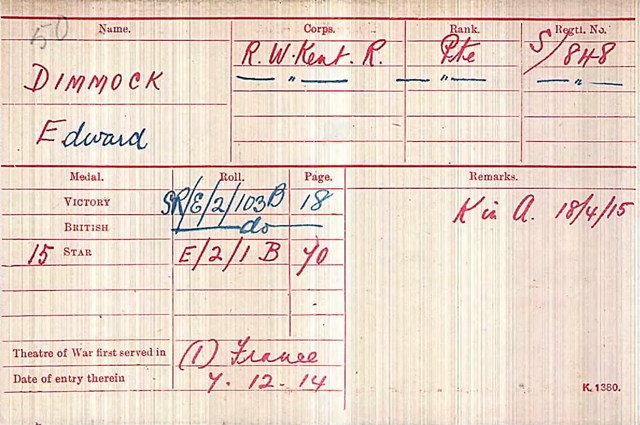 50
Name. Corps. Rank. Regtl. No.
DIMMOCK R. W. Kent. R. Pte S/848
Edward — " — — " — — " —
Medal. Roll. Page. Remarks.
VICTORY SR/E/2/103B 18 K in A. 18/4/15
BRITISH —do—
15 STAR E/2/1 B 70
Theatre of War first served in (1) France
Date of entry therein 7. 12. 14
K. 1380.